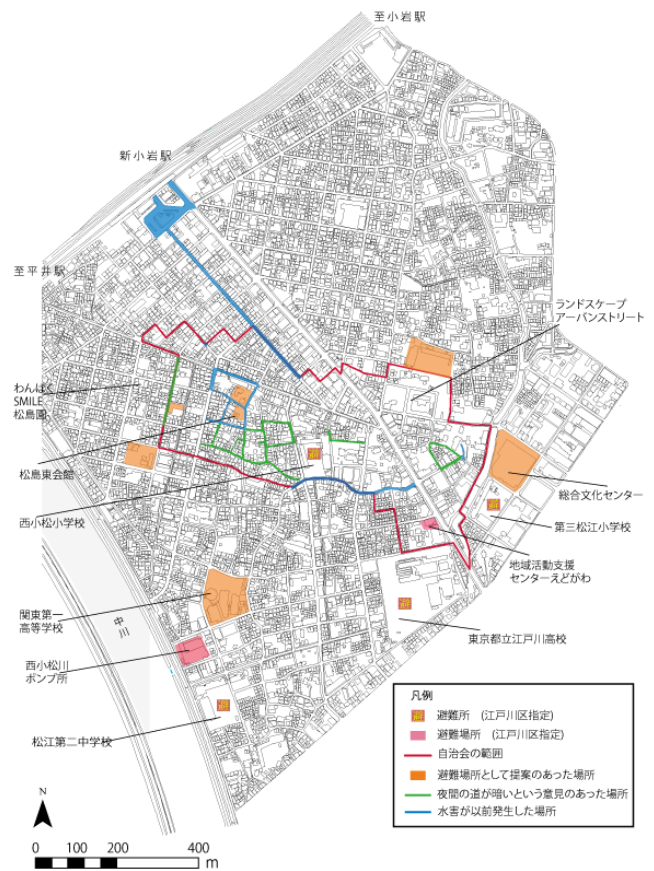 至小岩駅
新小岩駅
至平井駅
ランドスケープ
アーバンストリート
わんぱく
SMILE
松島園
松島東会館
西小松小学校
総合文化センター
第三松江小学校
地域活動支援
センターえどがわ
関東第一
高等学校
中川
東京都立江戸川高校
西小松川
ポンプ所
松江第二中学校
凡例
避難所 (江戸川区指定)
避難場所 (江戸川区指定)
自治会の範囲
避難場所として提案のあった場所
夜間の道が暗いという意見のあった場所
水害が以前発生した場所
N
0 100 200 400
m